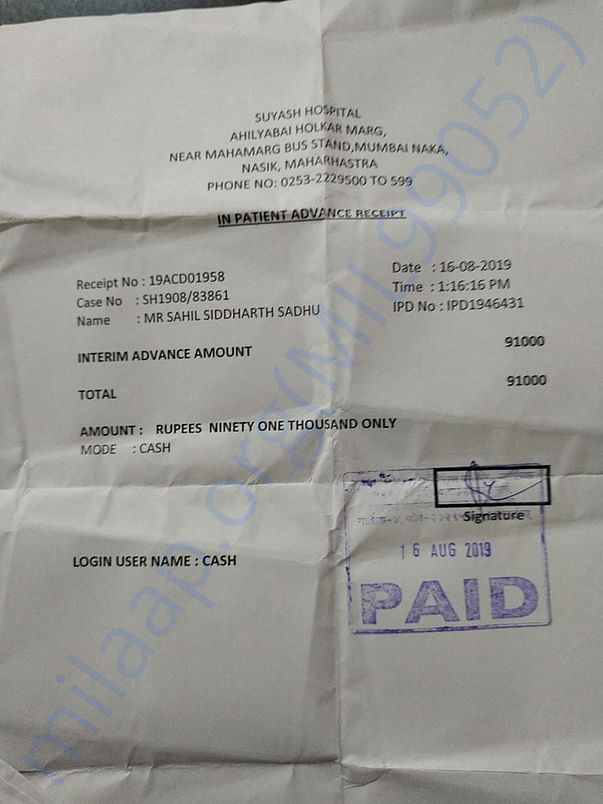 SUYASH HOSPITAL
AHILYABAI HOLKAR MARG,
NEAR MAHAMARG BUS STAND,MUMBAI NAKA,
NASIK, MAHARHASTRA
PHONE NO: 0253-2229500 TO 599
IN PATIENT ADVANCE RECEIPT
Receipt No : 19ACD01958 Date : 16-08-2019
Case No : SH1908/83861 Time : 1:16:16 PM
Name : MR SAHIL SIDDHARTH SADHU IPD No : IPD1946431
INTERIM ADVANCE AMOUNT 91000
TOTAL 91000
AMOUNT : RUPEES NINETY ONE THOUSAND ONLY
MODE : CASH
Signature
16 AUG 2019
PAID
LOGIN USER NAME : CASH
milaap.org(MIL99052)